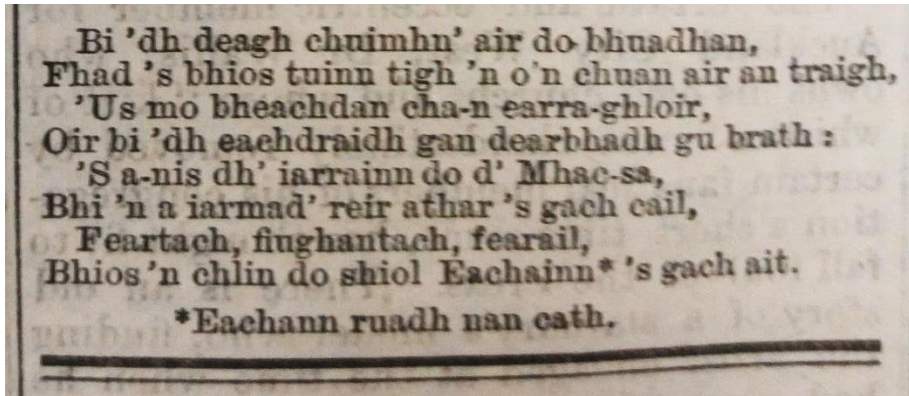 Bi 'dh deagh chuimhn' air do bhuadhan,
Fhad 's bhios tuinn tigh 'n o'n chuan air an traigh,
'Us mo bheachdan cha-n earra-ghloir,
Oir bi 'dh eachdraidh gan dearbhadh gu brath :
'S a-nis dh' iarrainn do d' Mhac-sa,
Bhi 'n a iarmad' reir athar 's gach cail,
Feartach, fiughantach, fearail,
Bhios 'n chlin do shiol Eachainn* 's gach ait.
*Eachann ruadh nan cath.